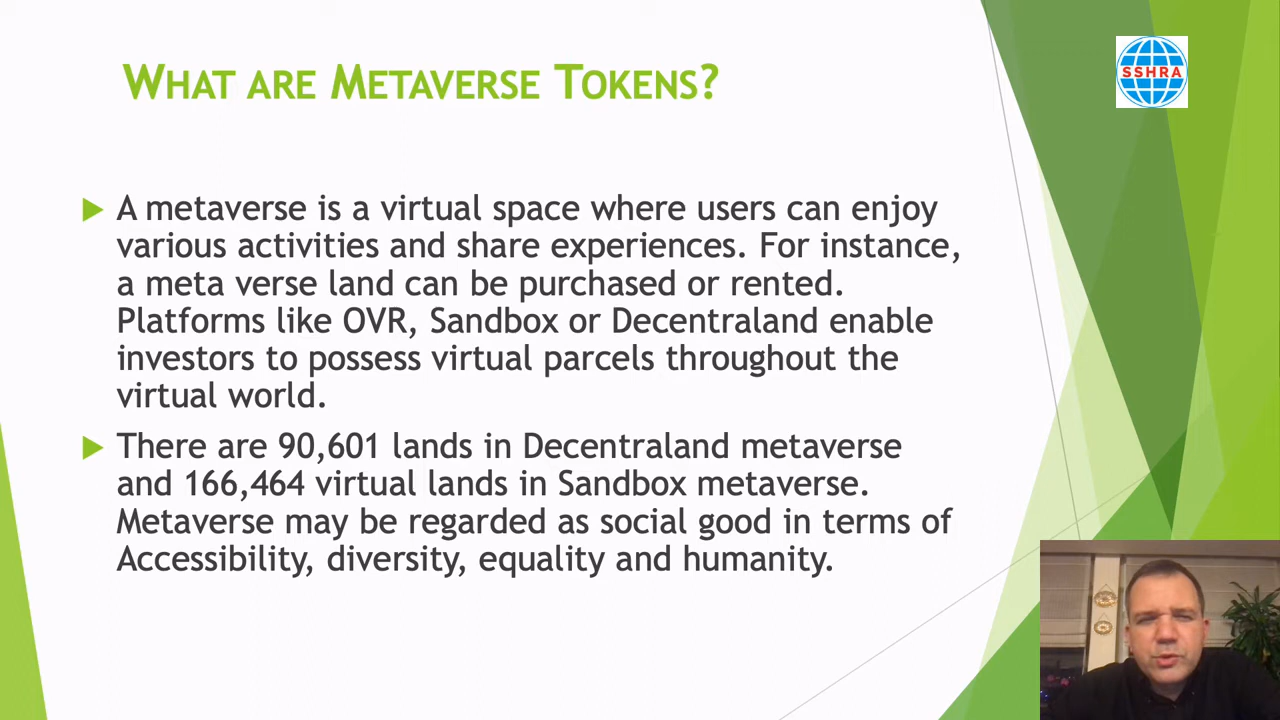 WHAT ARE METAVERSE TOKENS?
SSHRA
A metaverse is a virtual space where users can enjoy
various activities and share experiences. For instance,
a meta verse land can be purchased or rented.
Platforms like OVR, Sandbox or Decentraland enable
investors to possess virtual parcels throughout the
virtual world.
There are 90,601 lands in Decentraland metaverse
and 166,464 virtual lands in Sandbox metaverse.
Metaverse may be regarded as social good in terms of
Accessibility, diversity, equality and humanity.